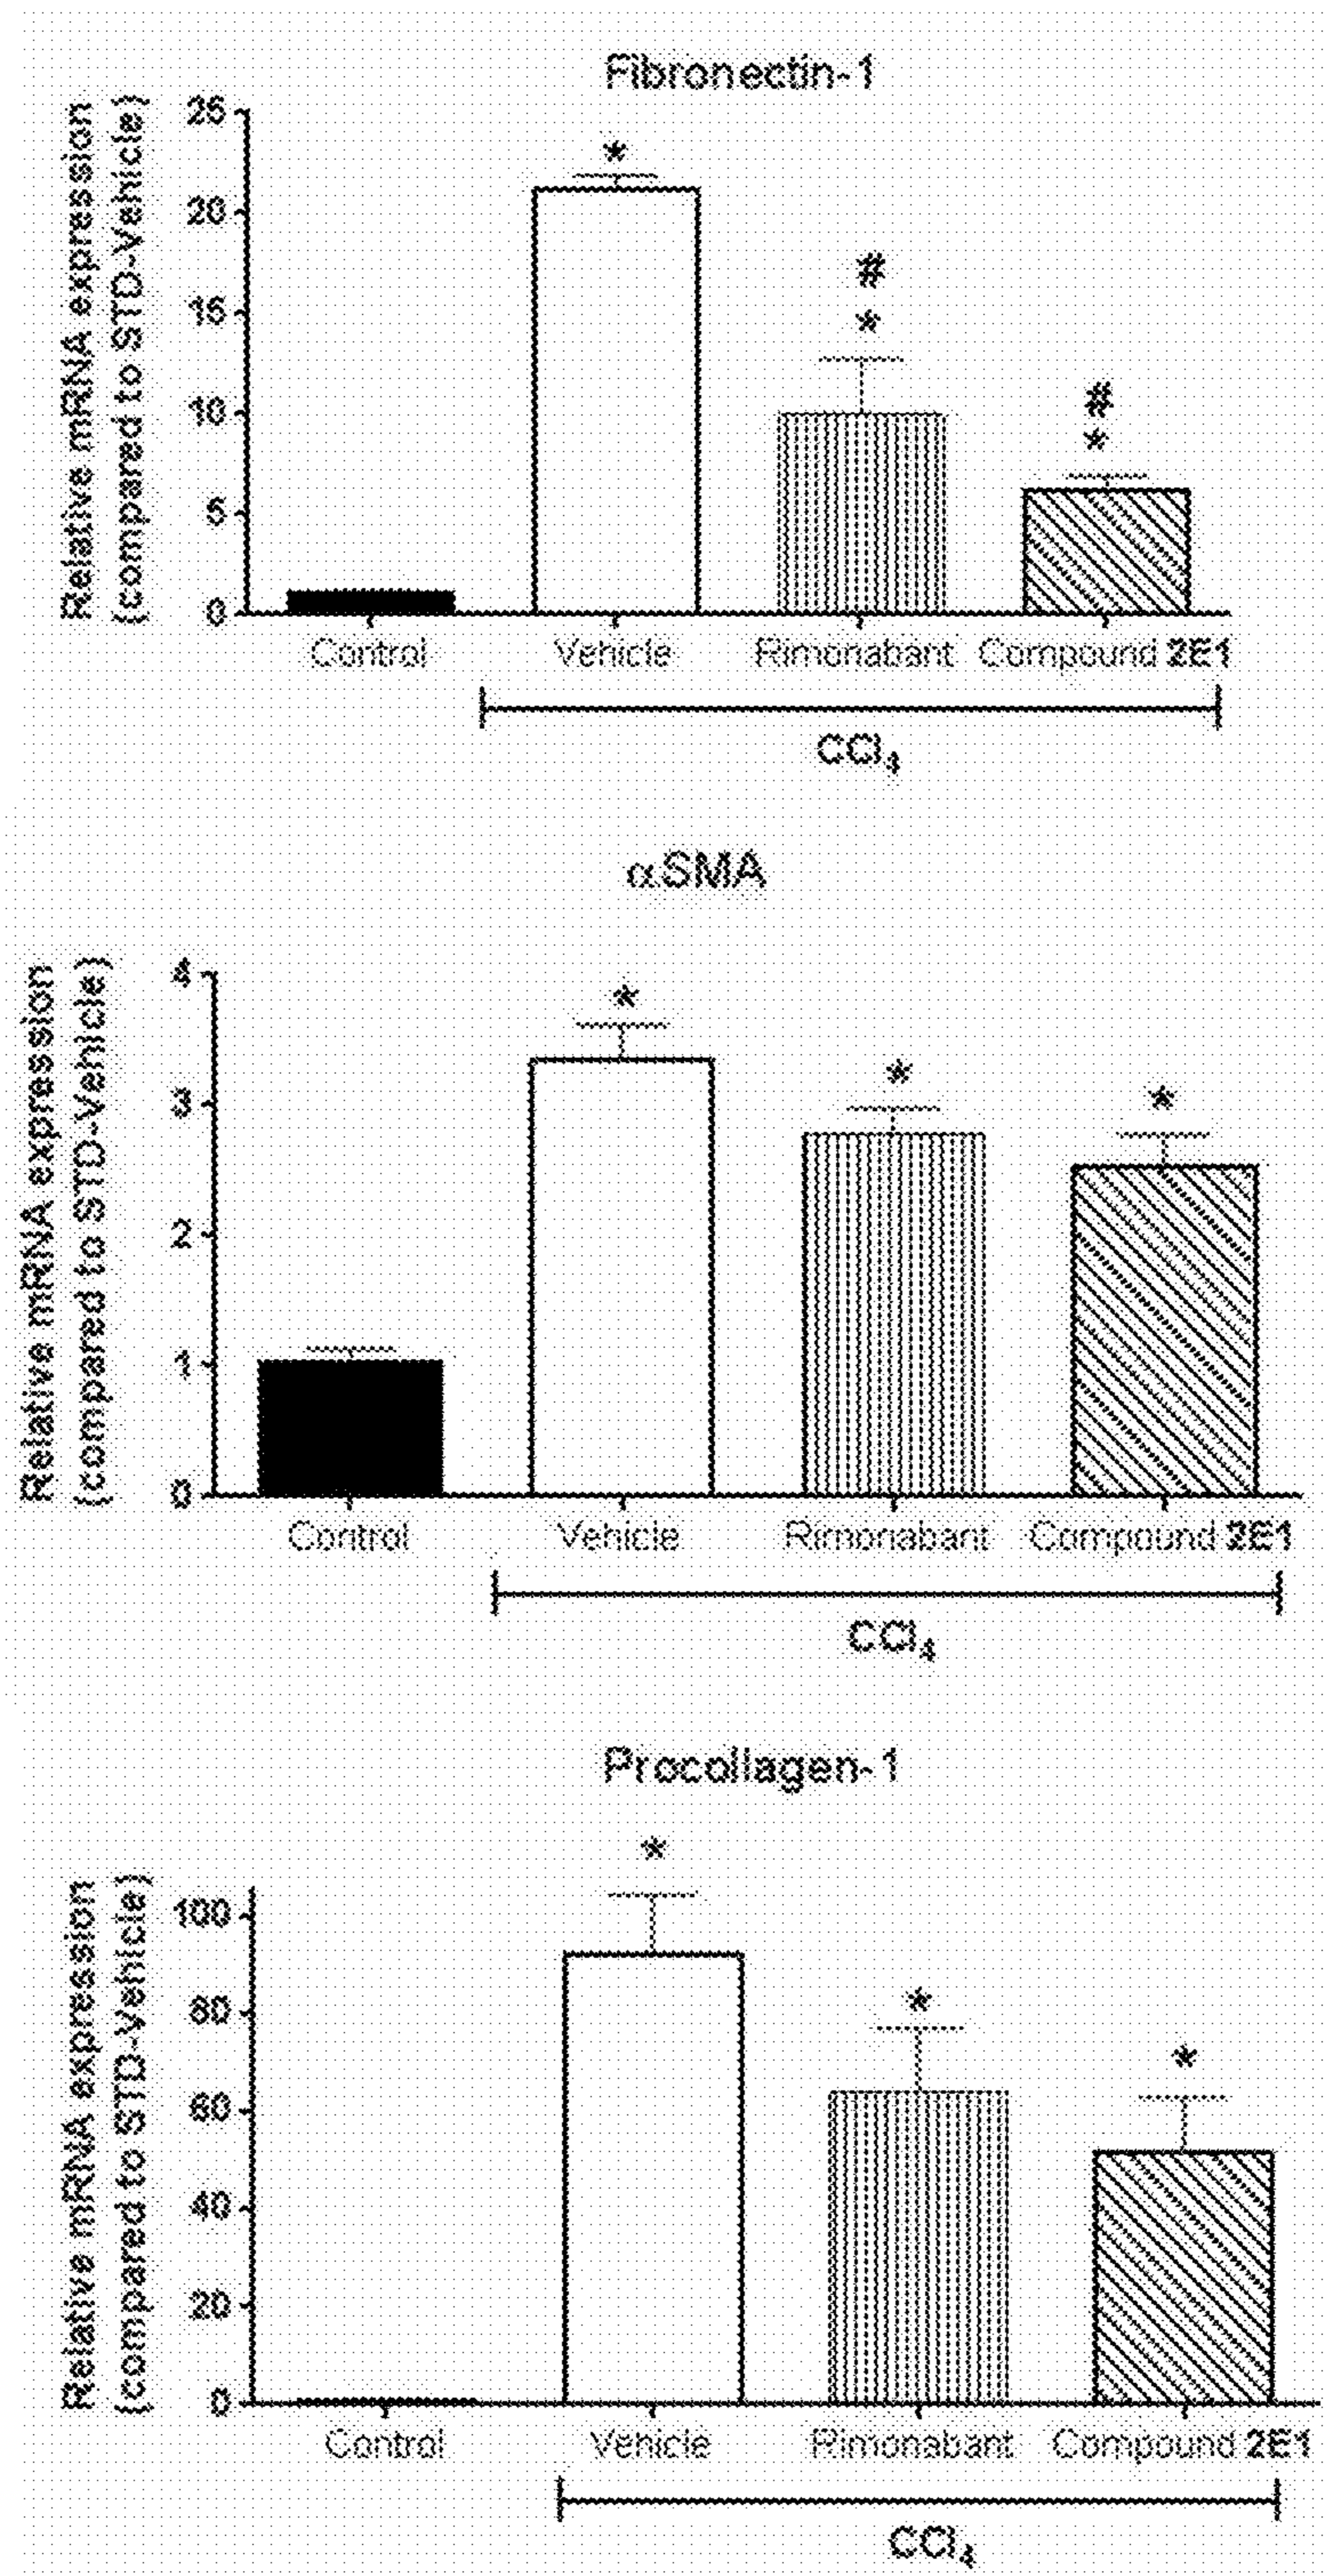 Fibronectin-1
Relative mRNA expression
(compared to STD-Vehicle)
25
20
15
10
5
0
*
#
*
#
*
Control Vehicle Rimonabant Compound 2E1
CCl₄
αSMA
Relative mRNA expression
(compared to STD-Vehicle)
4
3
2
1
0
*
*
*
Control Vehicle Rimonabant Compound 2E1
CCl₄
Procollagen-1
Relative mRNA expression
(compared to STD-Vehicle)
100
80
60
40
20
0
*
*
*
Control Vehicle Rimonabant Compound 2E1
CCl₄